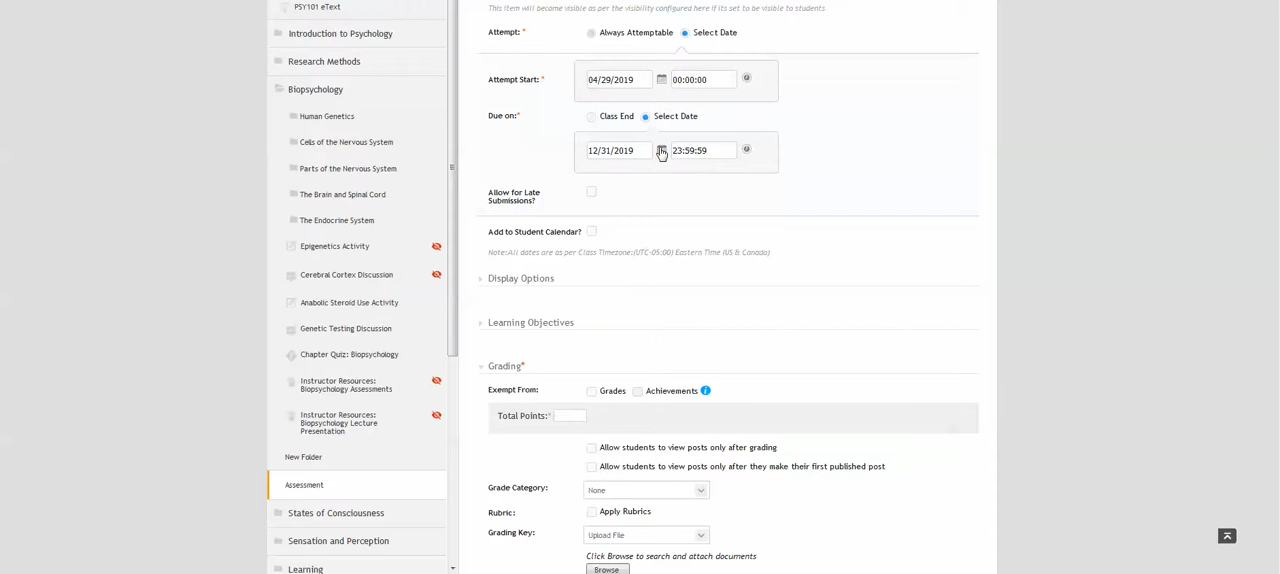 PSY101 eText
Introduction to Psychology
Research Methods
Biopsychology
Human Genetics
Cells of the Nervous System
Parts of the Nervous System
The Brain and Spinal Cord
The Endocrine System
Epigenetics Activity
Cerebral Cortex Discussion
Anabolic Steroid Use Activity
Genetic Testing Discussion
Chapter Quiz: Biopsychology
Instructor Resources:
Biopsychology Assessments
Instructor Resources:
Biopsychology Lecture
Presentation
New Folder
Assessment
States of Consciousness
Sensation and Perception
Learning
This item will become visible as per the visibility configured here if its set to be visible to students
Attempt: * Always Attemptable Select Date
Attempt Start: * 04/29/2019 00:00:00
Due on:* Class End Select Date
12/31/2019 23:59:59
Allow for Late
Submissions?
Add to Student Calendar?
Note:All dates are as per Class Timezone:(UTC-05:00) Eastern Time (US & Canada)
Display Options
Learning Objectives
Grading*
Exempt From: Grades Achievements i
Total Points:*
Allow students to view posts only after grading
Allow students to view posts only after they make their first published post
Grade Category: None
Rubric: Apply Rubrics
Grading Key: Upload File
Click Browse to search and attach documents
Browse